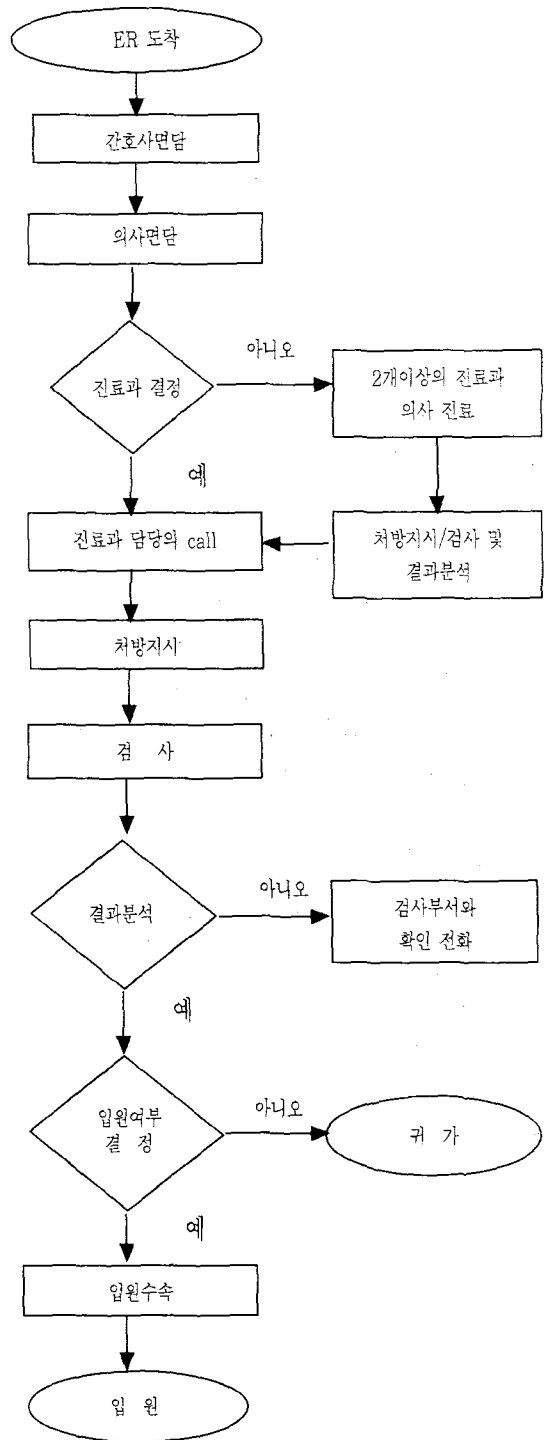 ER 도착
간호사면담
의사면담
진료과 결정
아니오
2개이상의 진료과
의사 진료
예
진료과 담당의 call
처방지시/검사 및
결과분석
처방지시
검 사
결과분석
아니오
검사부서와
확인 전화
예
입원여부
결 정
아니오
귀 가
예
입원수속
입 원